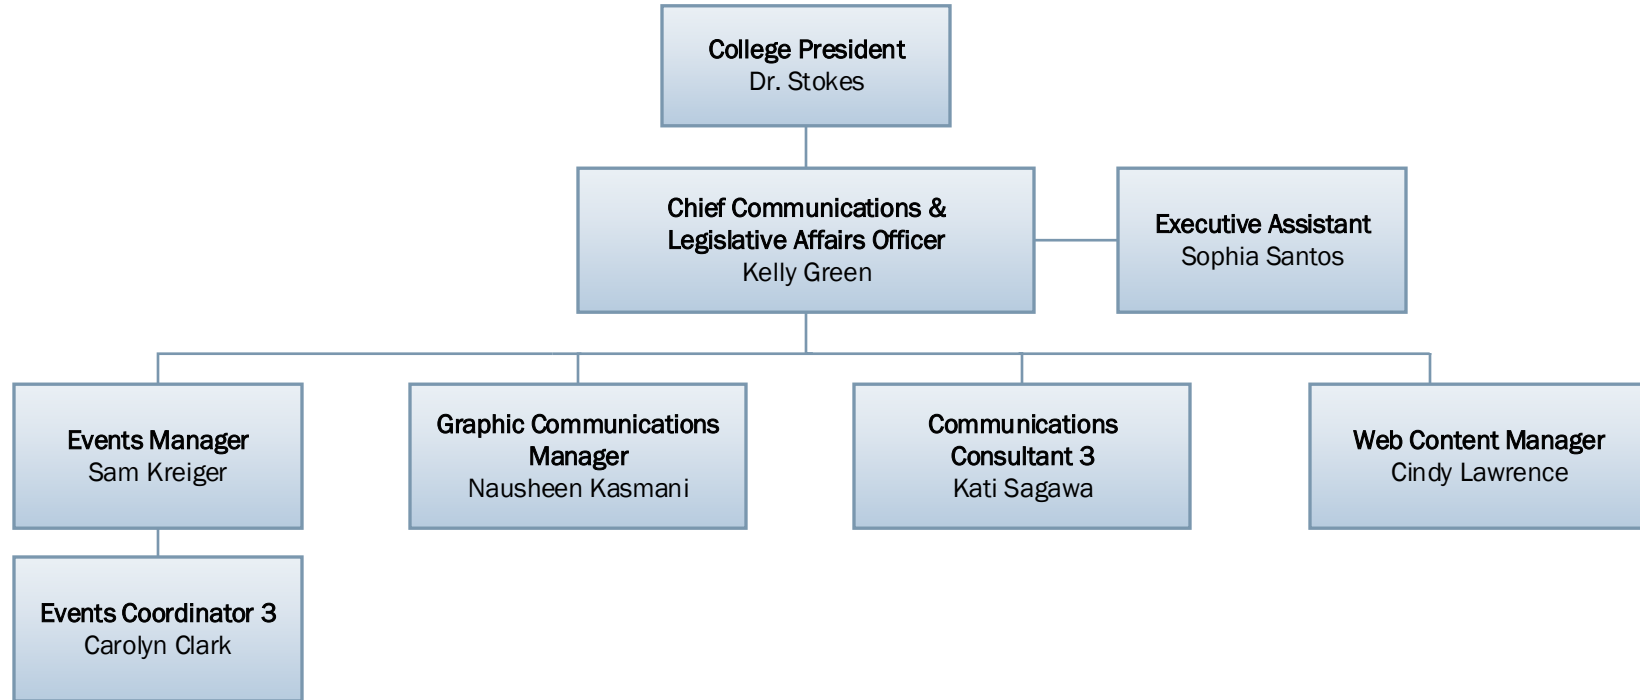 College President
Dr. Stokes
Chief Communications &
Legislative Affairs Officer
Kelly Green
Executive Assistant
Sophia Santos
Events Manager
Sam Kreiger
Graphic Communications
Manager
Nausheen Kasmani
Communications
Consultant 3
Kati Sagawa
Web Content Manager
Cindy Lawrence
Events Coordinator 3
Carolyn Clark